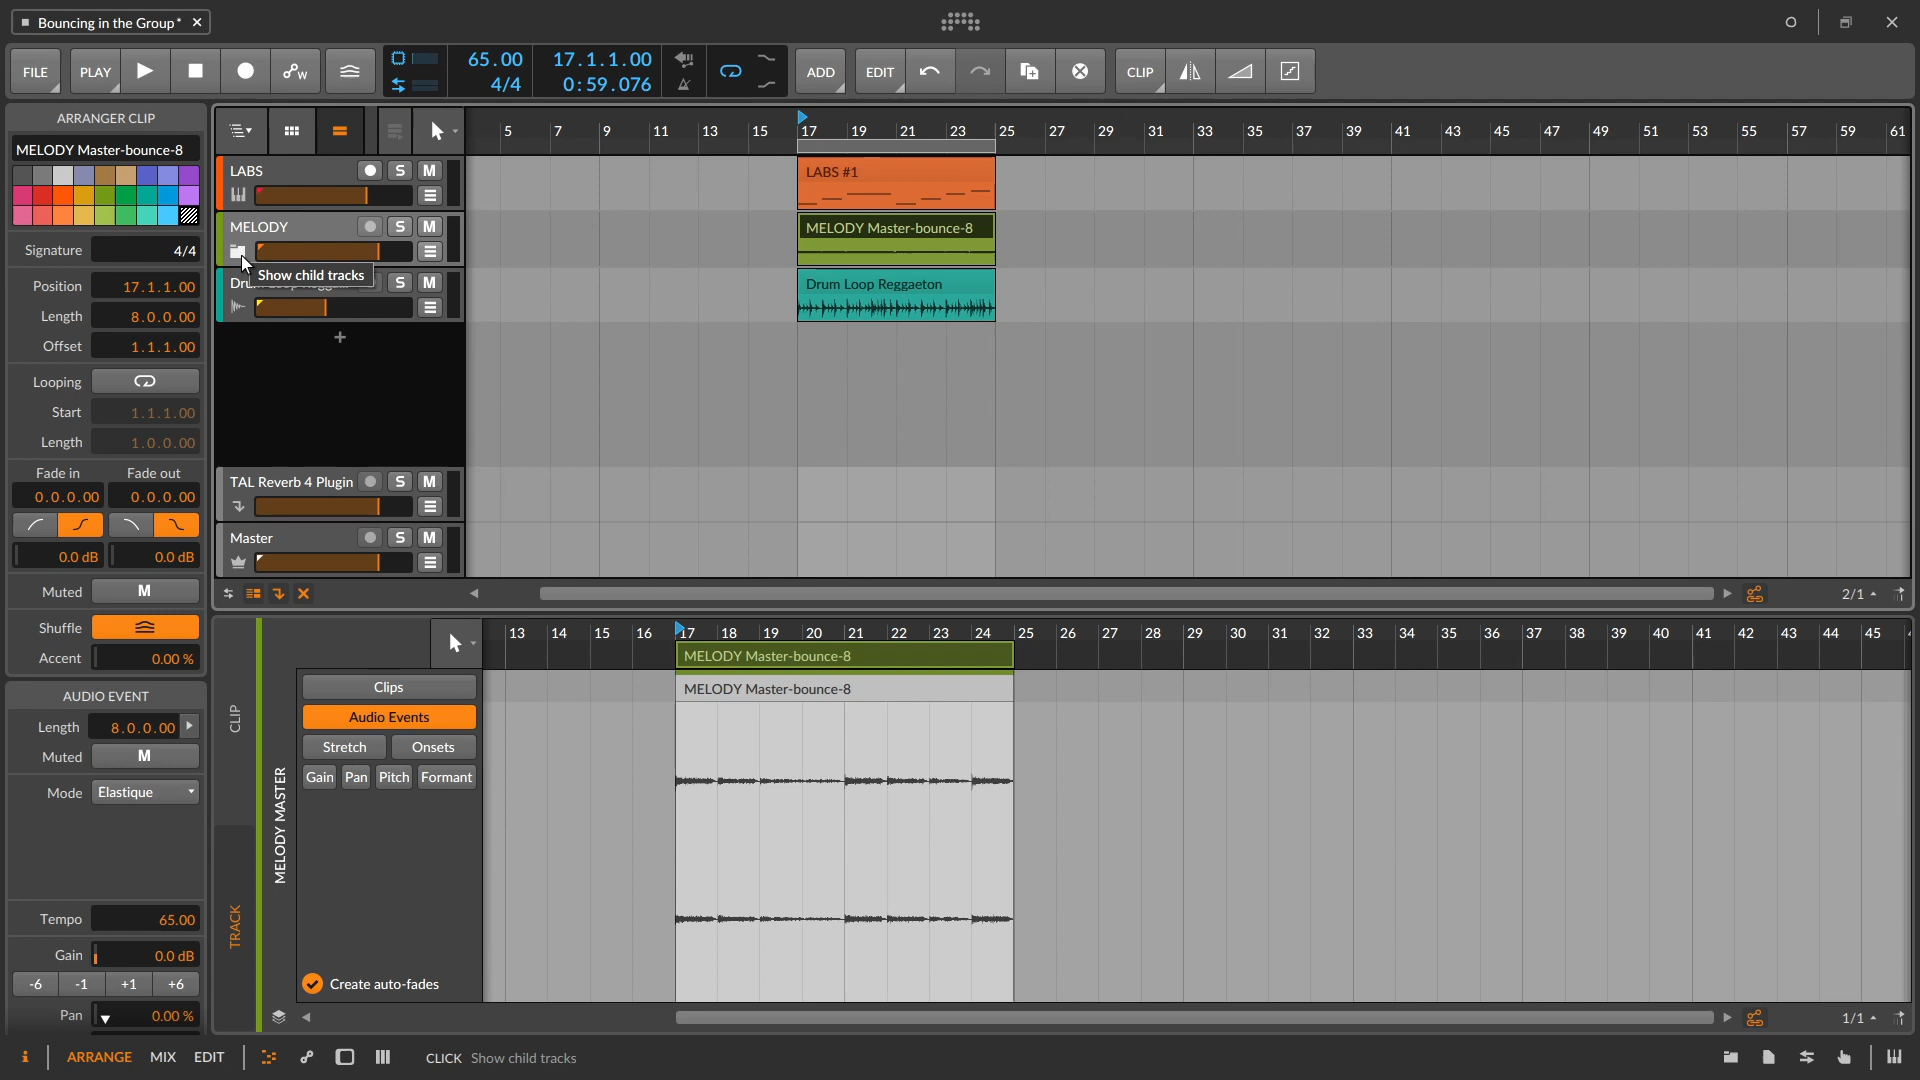 Bouncing in the Group*
FILE PLAY 65.00 17.1.1.00 ADD EDIT CLIP
4/4 0:59.076
ARRANGER CLIP
MELODY Master-bounce-8
Signature 4/4
Position 17.1.1.00
Length 8.0.0.00
Offset 1.1.1.00
Looping
Start 1.1.1.00
Length 1.0.0.00
Fade in Fade out
0.0.0.00 0.0.0.00
0.0 dB 0.0 dB
Muted M
Shuffle
Accent 0.00 %
AUDIO EVENT
Length 8.0.0.00
Muted M
Mode Elastique
Tempo 65.00
Gain 0.0 dB
-6 -1 +1 +6
Pan 0.00 %
5 7 9 11 13 15 17 19 21 23 25 27 29 31 33 35 37 39 41 43 45 47 49 51 53 55 57 59 61
LABS S M
LABS #1
MELODY S M
MELODY Master-bounce-8
Show child tracks
S M
Drum Loop Reggaeton
+
TAL Reverb 4 Plugin S M
Master S M
2/1
13 14 15 16 17 18 19 20 21 22 23 24 25 26 27 28 29 30 31 32 33 34 35 36 37 38 39 40 41 42 43 44 45
MELODY Master-bounce-8
MELODY Master-bounce-8
CLIP
TRACK
MELODY MASTER
Clips
Audio Events
Stretch Onsets
Gain Pan Pitch Formant
Create auto-fades
1/1
i ARRANGE MIX EDIT CLICK Show child tracks